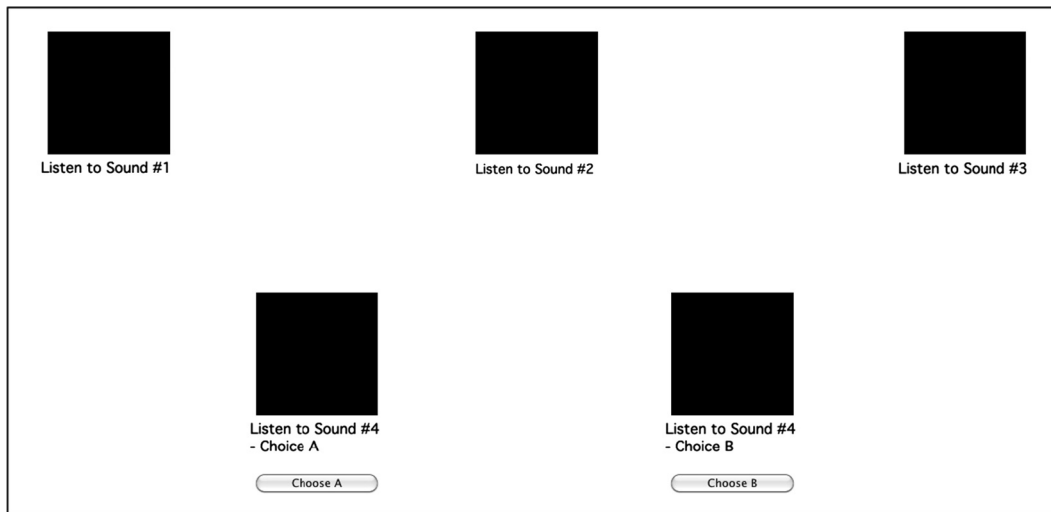 Listen to Sound #1
Listen to Sound #2
Listen to Sound #3
Listen to Sound #4
- Choice A
Listen to Sound #4
- Choice B
Choose A
Choose B